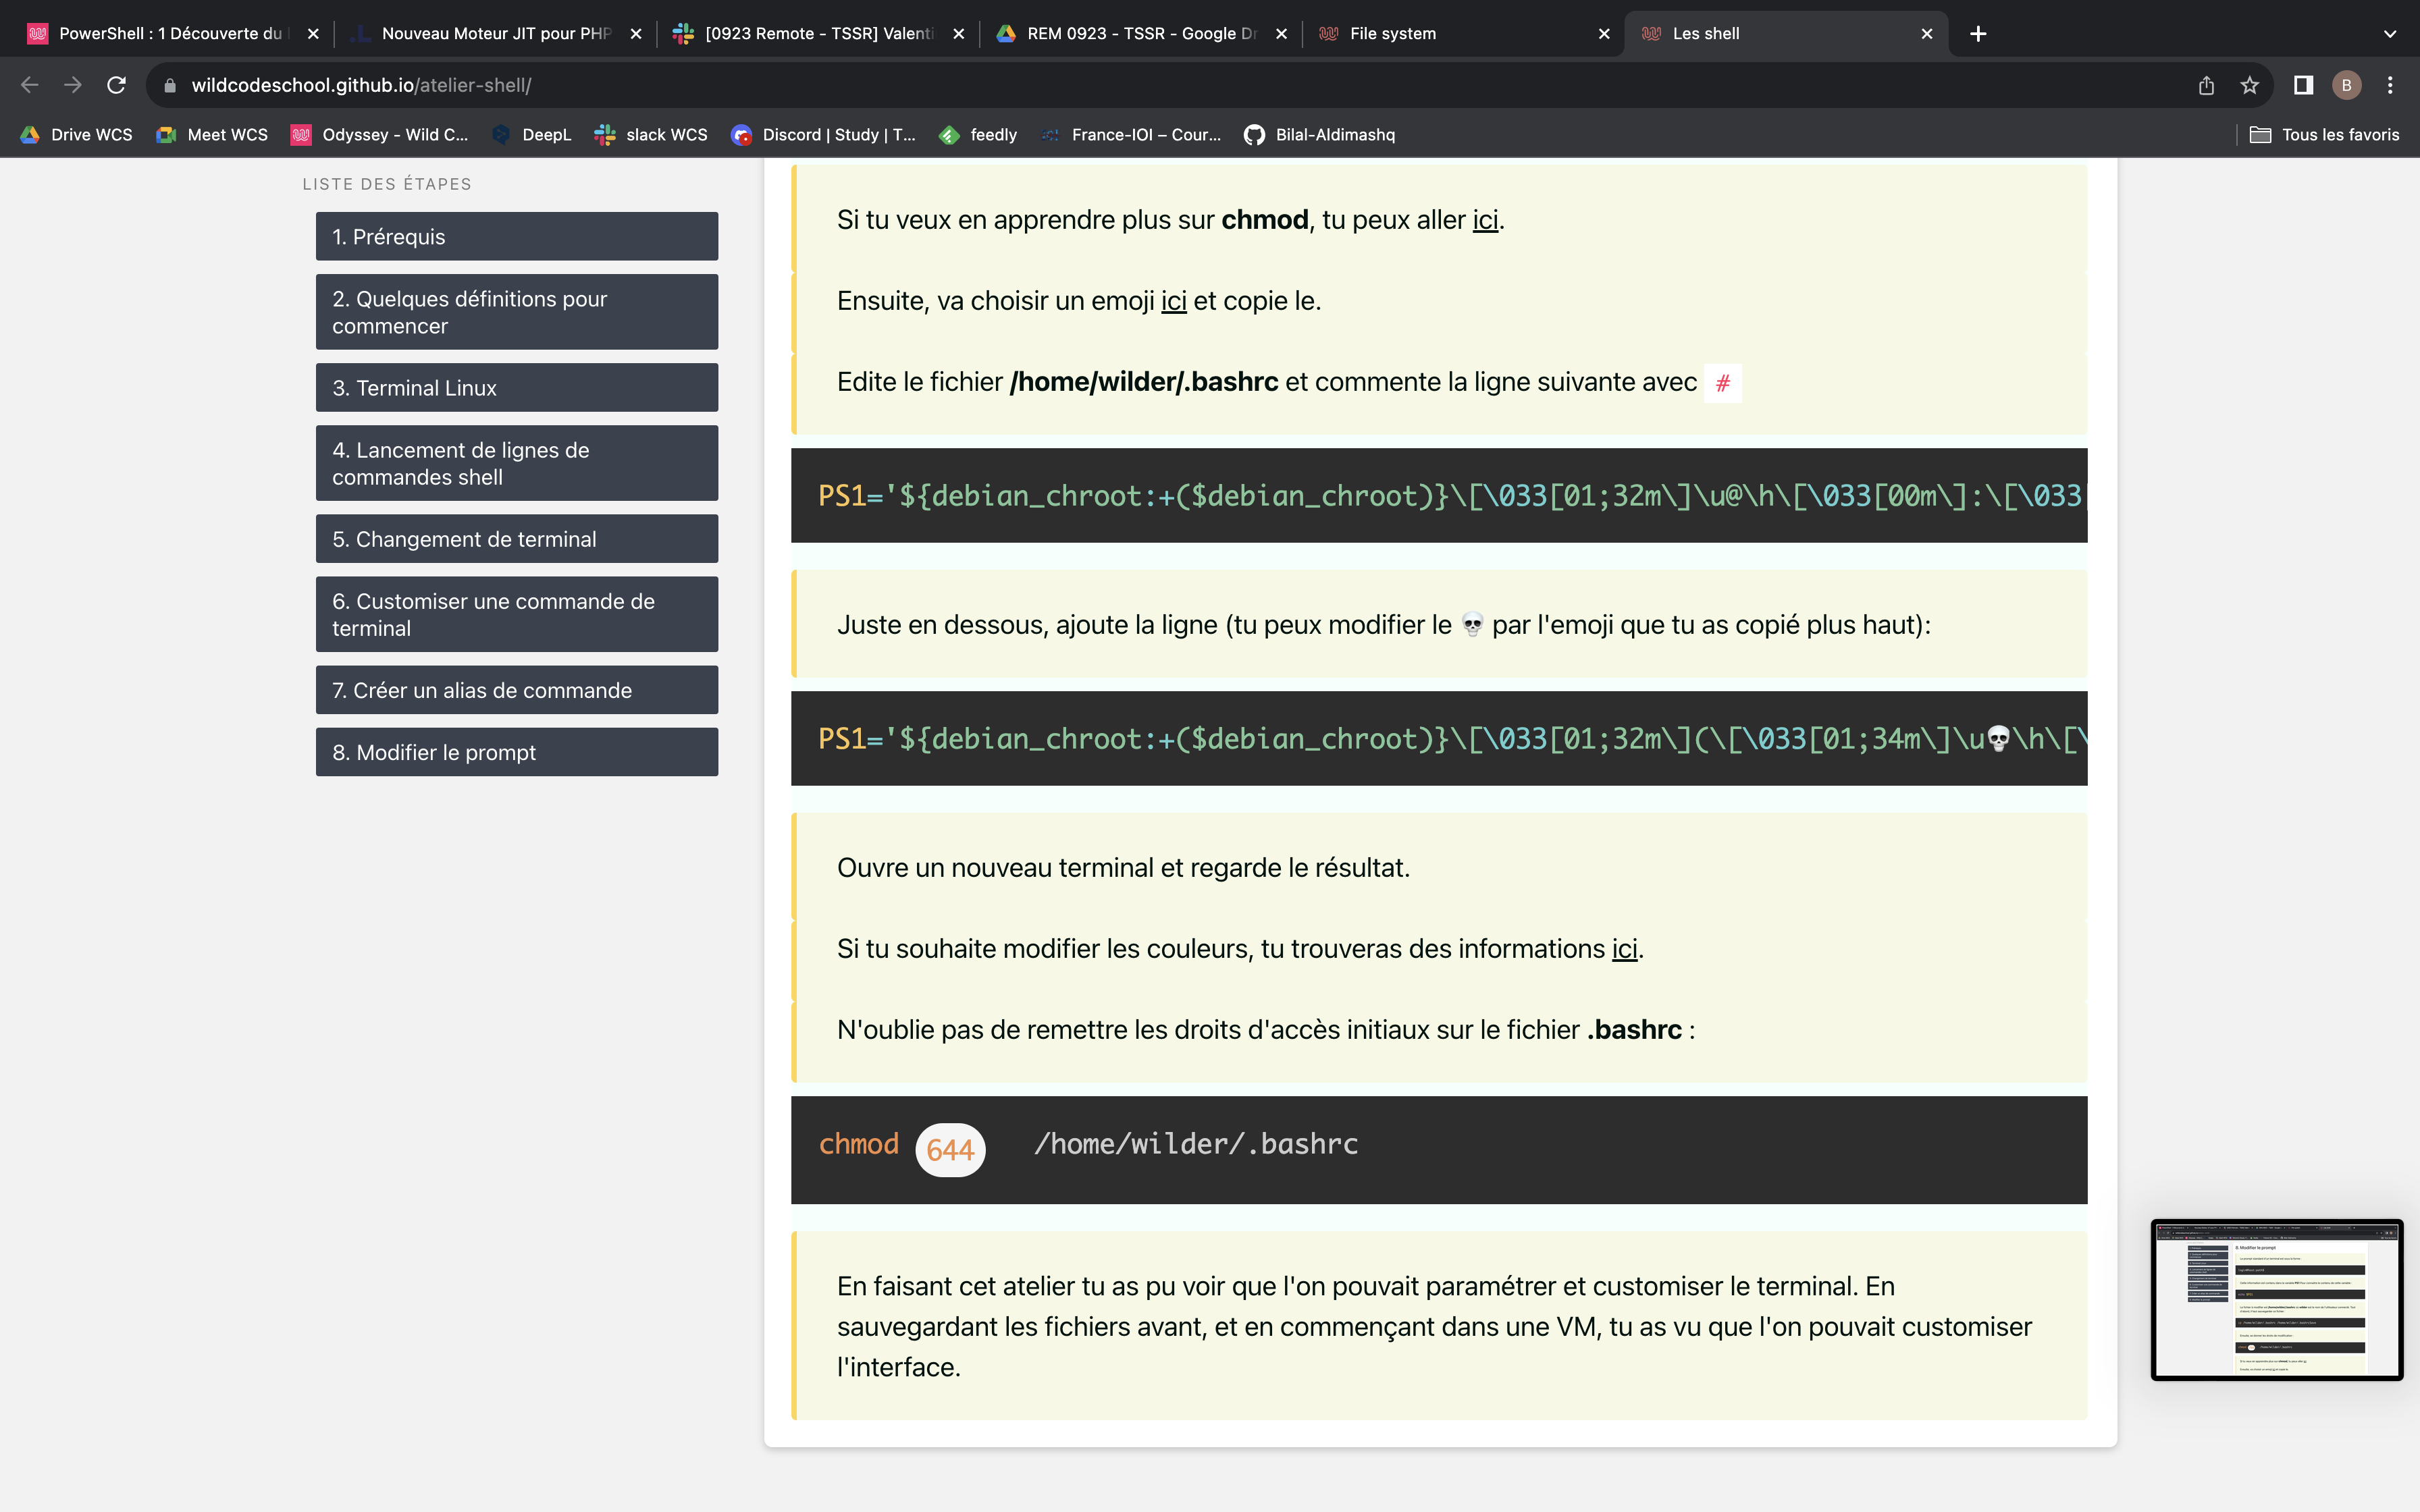 PowerShell : 1 Découverte du
Nouveau Moteur JIT pour PHP
[0923 Remote - TSSR] Valenti
REM 0923 - TSSR - Google Dr
File system
Les shell
wildcodeschool.github.io/atelier-shell/
B
Drive WCS
Meet WCS
Odyssey - Wild C...
DeepL
slack WCS
Discord | Study | T...
feedly
France-IOI – Cour...
Bilal-Aldimashq
Tous les favoris
LISTE DES ÉTAPES
1. Prérequis
2. Quelques définitions pour
commencer
3. Terminal Linux
4. Lancement de lignes de
commandes shell
5. Changement de terminal
6. Customiser une commande de
terminal
7. Créer un alias de commande
8. Modifier le prompt
Si tu veux en apprendre plus sur chmod, tu peux aller ici.
Ensuite, va choisir un emoji ici et copie le.
Edite le fichier /home/wilder/.bashrc et commente la ligne suivante avec #
PS1='${debian_chroot:+($debian_chroot)}\[\033[01;32m\]\u@\h\[\033[00m\]:\[\033[
Juste en dessous, ajoute la ligne (tu peux modifier le 💀 par l'emoji que tu as copié plus haut):
PS1='${debian_chroot:+($debian_chroot)}\[\033[01;32m\](\[\033[01;34m\]\u💀\h\[\
Ouvre un nouveau terminal et regarde le résultat.
Si tu souhaite modifier les couleurs, tu trouveras des informations ici.
N'oublie pas de remettre les droits d'accès initiaux sur le fichier .bashrc :
chmod 644 /home/wilder/.bashrc
En faisant cet atelier tu as pu voir que l'on pouvait paramétrer et customiser le terminal. En
sauvegardant les fichiers avant, et en commençant dans une VM, tu as vu que l'on pouvait customiser
l'interface.
8. Modifier le prompt